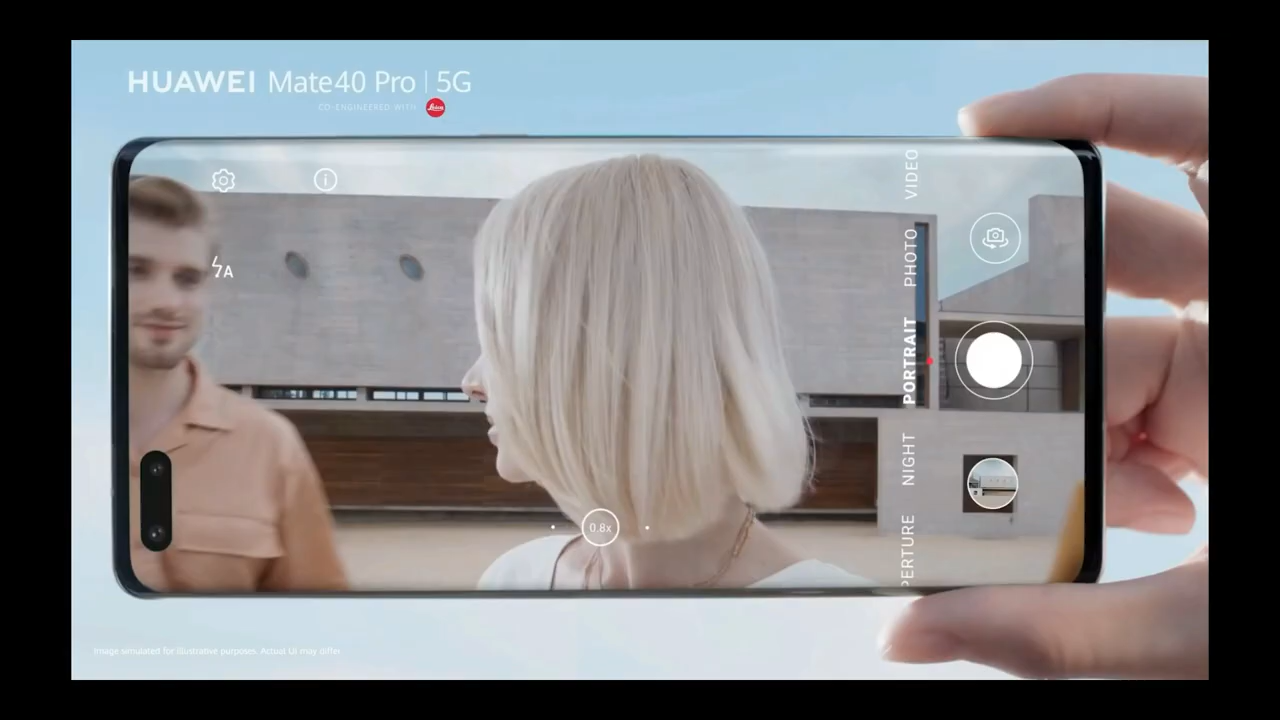 HUAWEI Mate40 Pro | 5G
CO-ENGINEERED WITH Leica
VIDEO
PHOTO
PORTRAIT
NIGHT
PERTURE
A
0.8x
Image simulated for illustrative purposes. Actual UI may differ